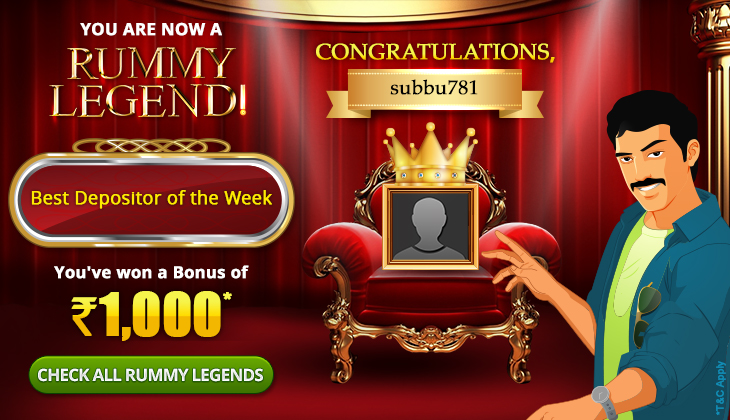 YOU ARE NOW A
RUMMY
LEGEND!
CONGRATULATIONS,
subbu781
Best Depositor of the Week
You've won a Bonus of
₹1,000*
CHECK ALL RUMMY LEGENDS
*T&C Apply